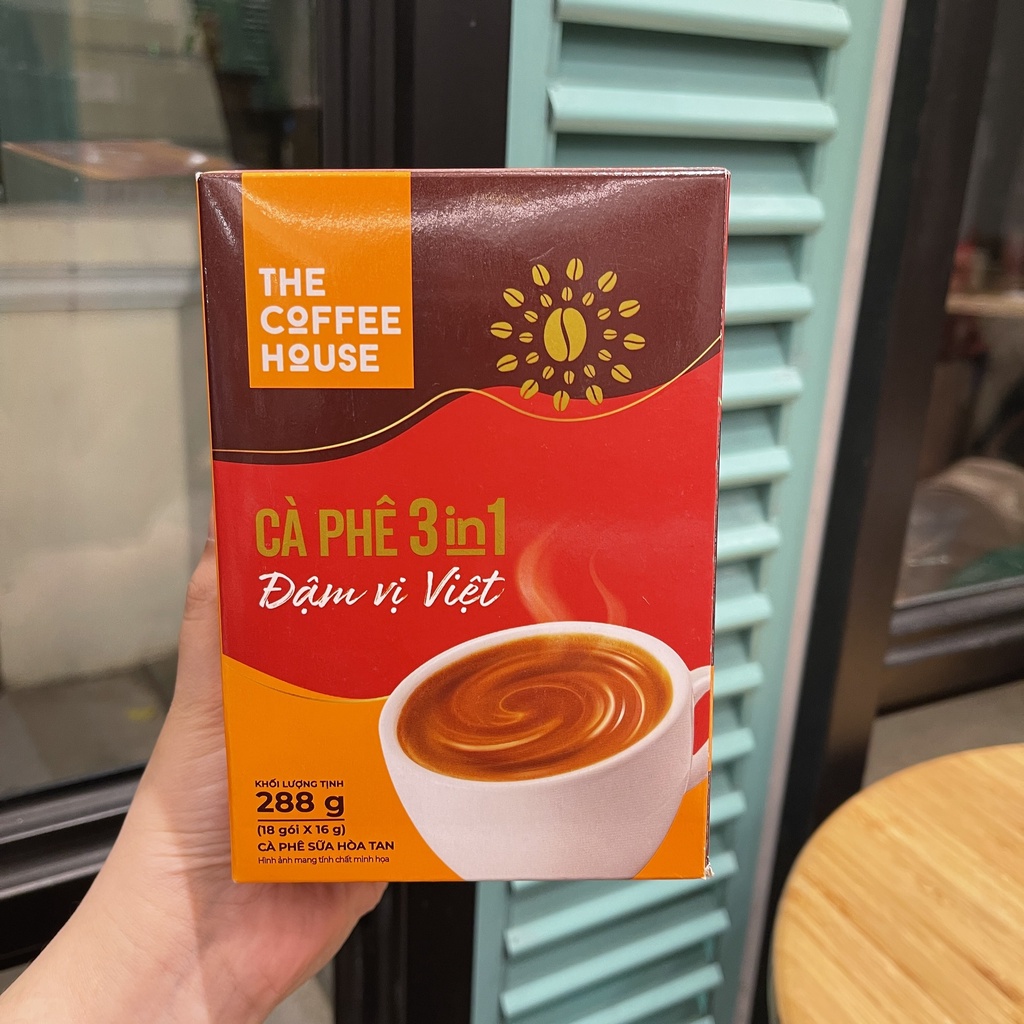 THE
COFFEE
HOUSE
CÀ PHÊ 3in1
Đậm vị Việt
KHỐI LƯỢNG TỊNH
288 g
(18 gói X 16 g)
CÀ PHÊ SỮA HÒA TAN
Hình ảnh mang tính chất minh họa